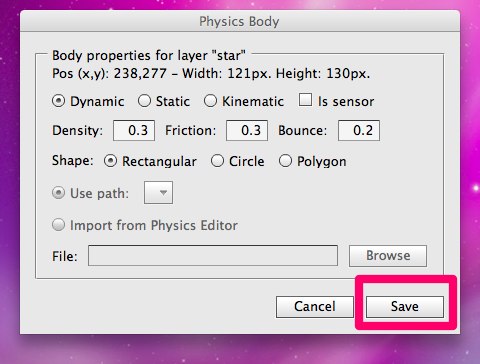 Physics Body
Body properties for layer "star"
Pos (x,y): 238,277 - Width: 121px. Height: 130px.
Dynamic Static Kinematic Is sensor
Density: 0.3 Friction: 0.3 Bounce: 0.2
Shape: Rectangular Circle Polygon
Use path:
Import from Physics Editor
File: Browse
Cancel Save